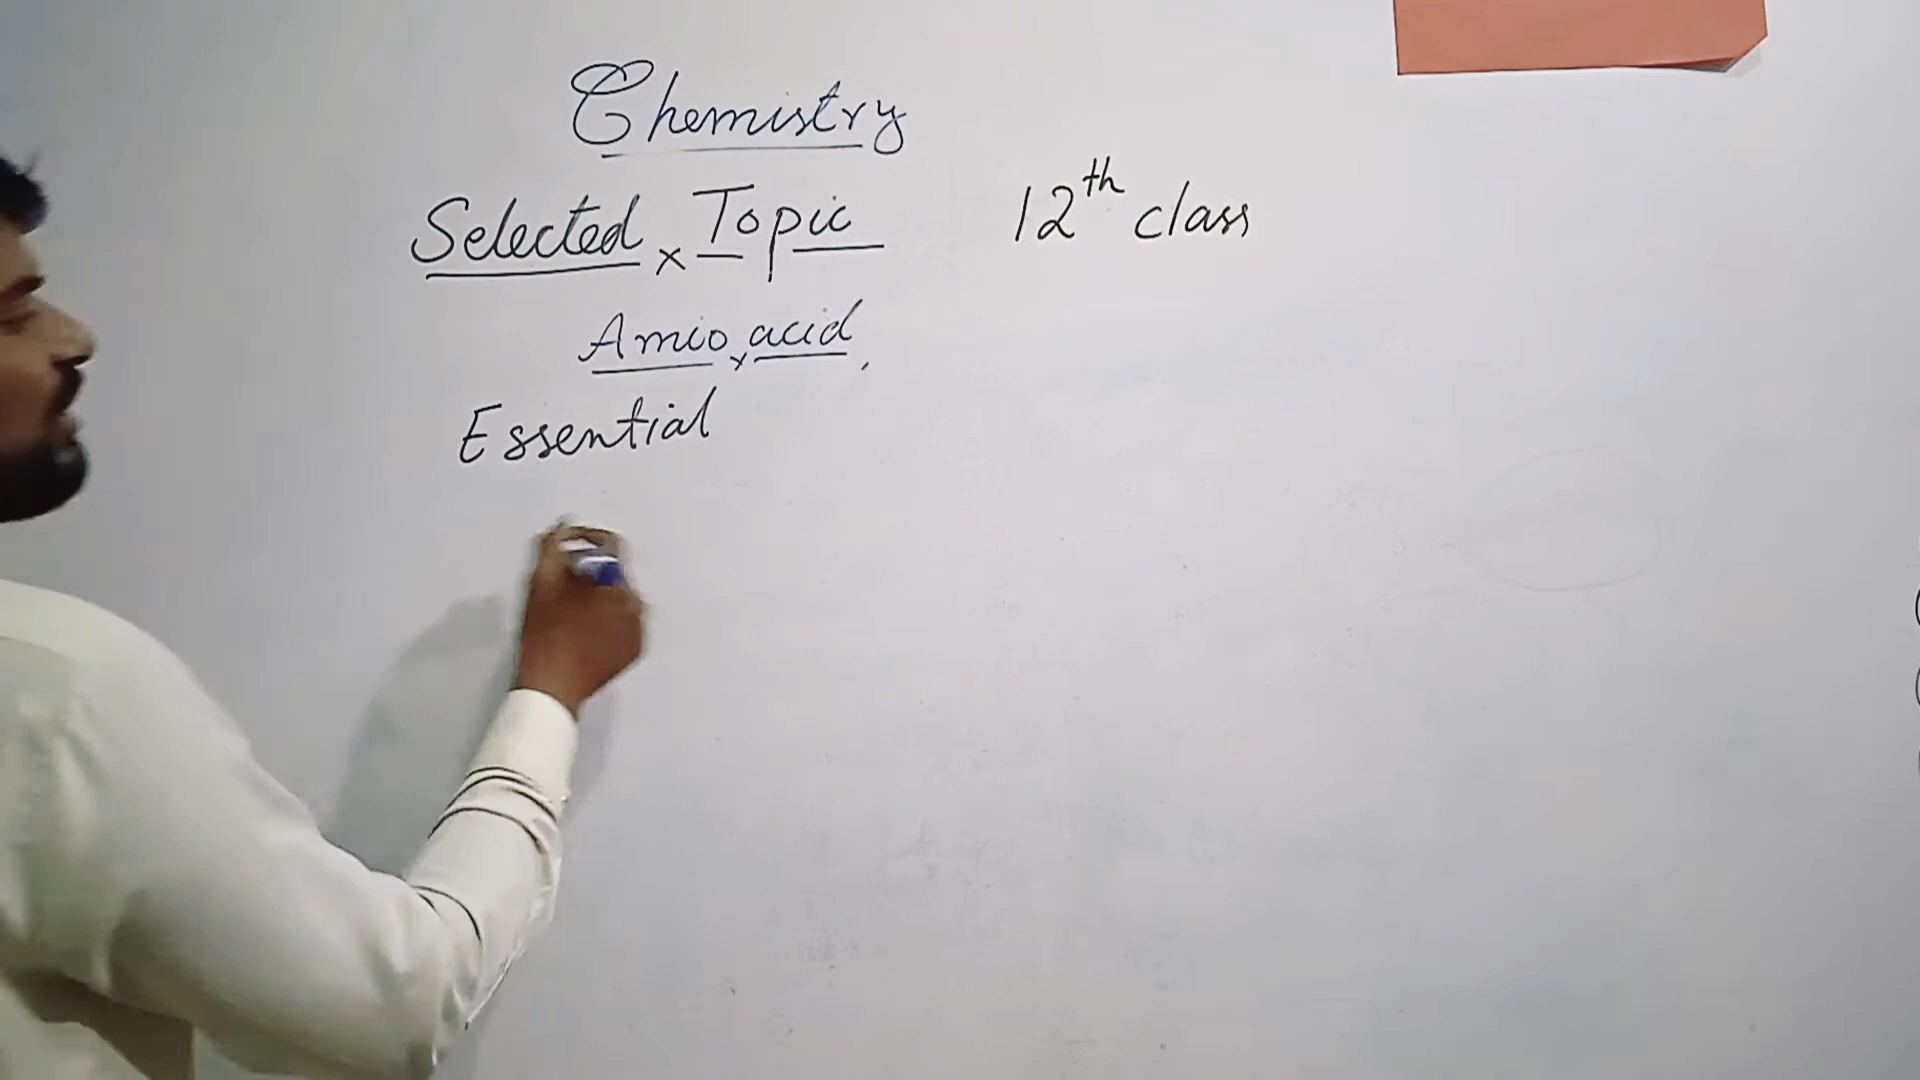 Chemistry
Selected x Topic
12th class
Amio x acid
Essential